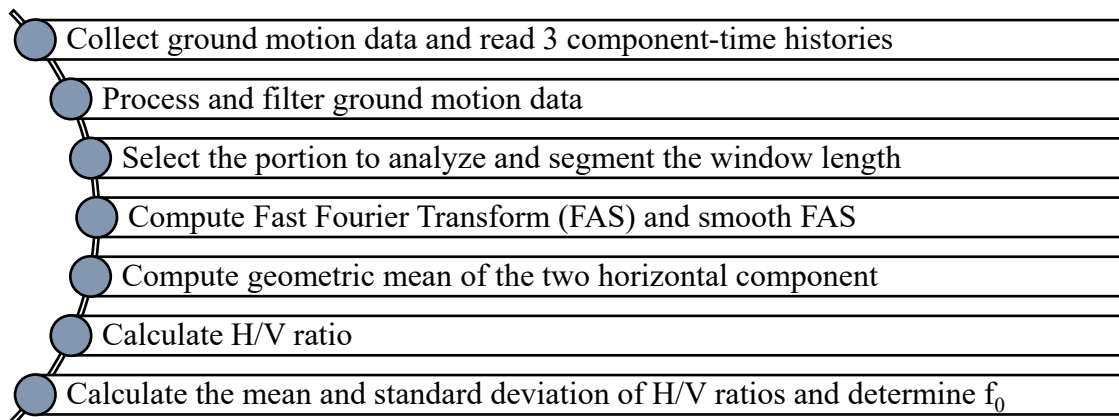 Collect ground motion data and read 3 component-time histories
Process and filter ground motion data
Select the portion to analyze and segment the window length
Compute Fast Fourier Transform (FAS) and smooth FAS
Compute geometric mean of the two horizontal component
Calculate H/V ratio
Calculate the mean and standard deviation of H/V ratios and determine f₀